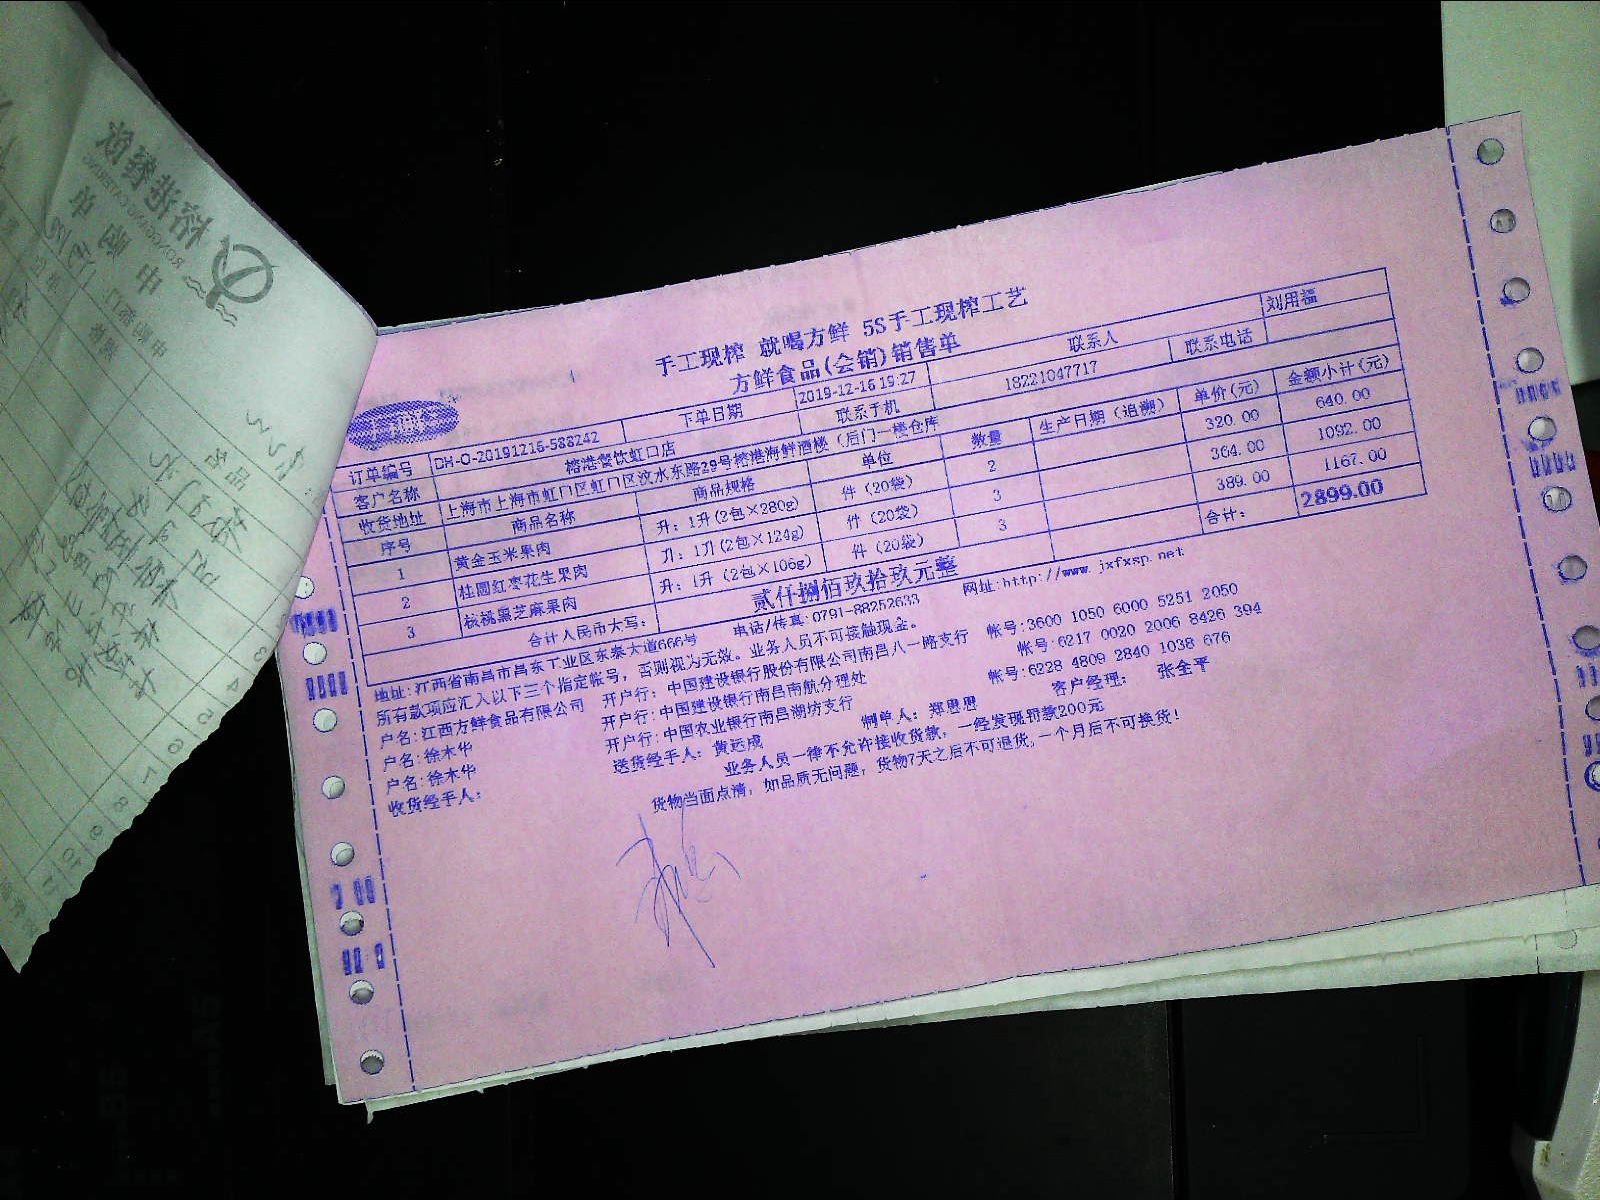 手工现榨 就喝方鲜 5S手工现榨工艺
方鲜食品(会销)销售单
订单编号 DH-O-20191216-588242 下单日期 2019-12-16 19:27 联系人 刘用福
客户名称 榕港餐饮虹口店 联系手机 18221047717 联系电话
收货地址 上海市上海市虹口区虹口区汶水东路29号榕港海鲜酒楼（后门一楼仓库
序号 商品名称 商品规格 单位 数量 生产日期（追溯） 单价(元) 金额小计(元)
1 黄金玉米果肉 升：1升(2包×280g) 件（20袋） 2 320.00 640.00
2 桂圆红枣花生果肉 升：1升(2包×124g) 件（20袋） 3 364.00 1092.00
3 核桃黑芝麻果肉 升：1升（2包×106g） 件（20袋） 3 389.00 1167.00
合计人民币大写： 贰仟捌佰玖拾玖元整 合计： 2899.00
地址:江西省南昌市昌东工业区东泰大道666号 电话/传真:0791-88252633 网址:http://www.jxfxsp.net
所有款项应汇入以下三个指定帐号，否则视为无效。业务人员不可接触现金。
户名:江西方鲜食品有限公司 开户行：中国建设银行股份有限公司南昌八一路支行 帐号:3600 1050 6000 5251 2050
户名:徐木华 开户行:中国建设银行南昌南航分理处 帐号:6217 0020 2006 8426 394
户名:徐木华 开户行:中国农业银行南昌湖坊支行 帐号:6228 4809 2840 1038 676
收货经手人： 送货经手人：黄远成 制单人：郑思思 客户经理： 张全平
业务人员一律不允许接收货款，一经发现罚款200元
货物当面点清，如品质无问题，货物7天之后不可退货,一个月后不可换货！